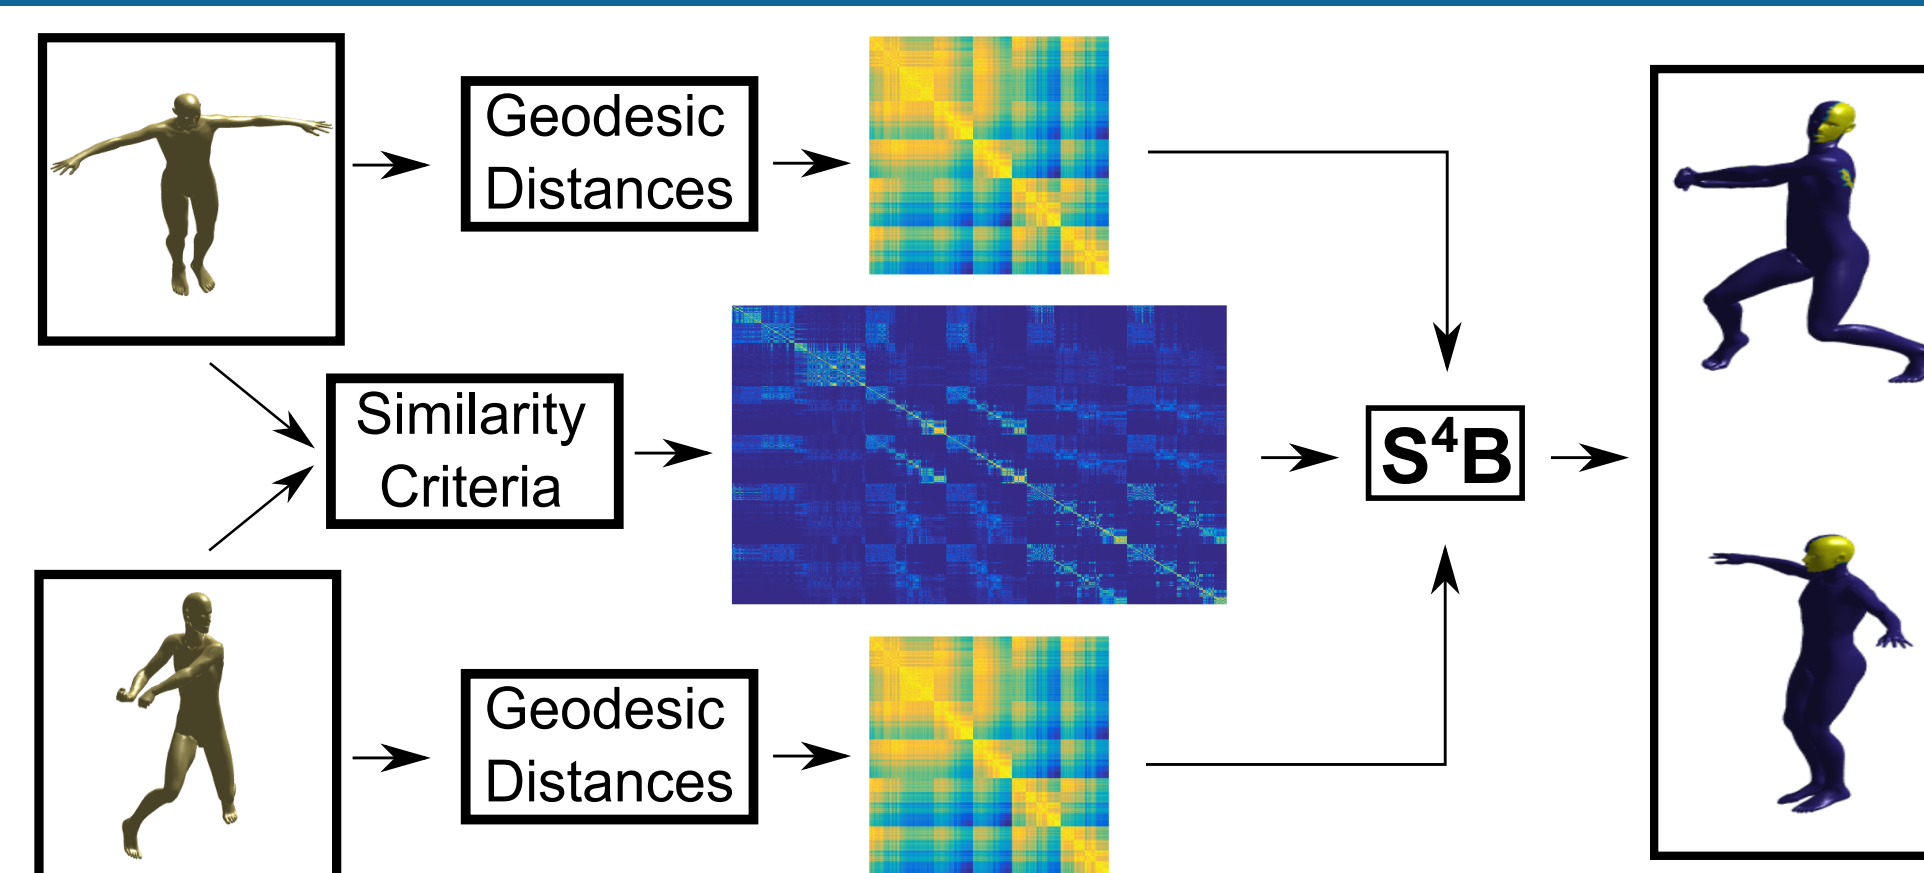 Geodesic
Distances
Similarity
Criteria
S⁴B
Geodesic
Distances